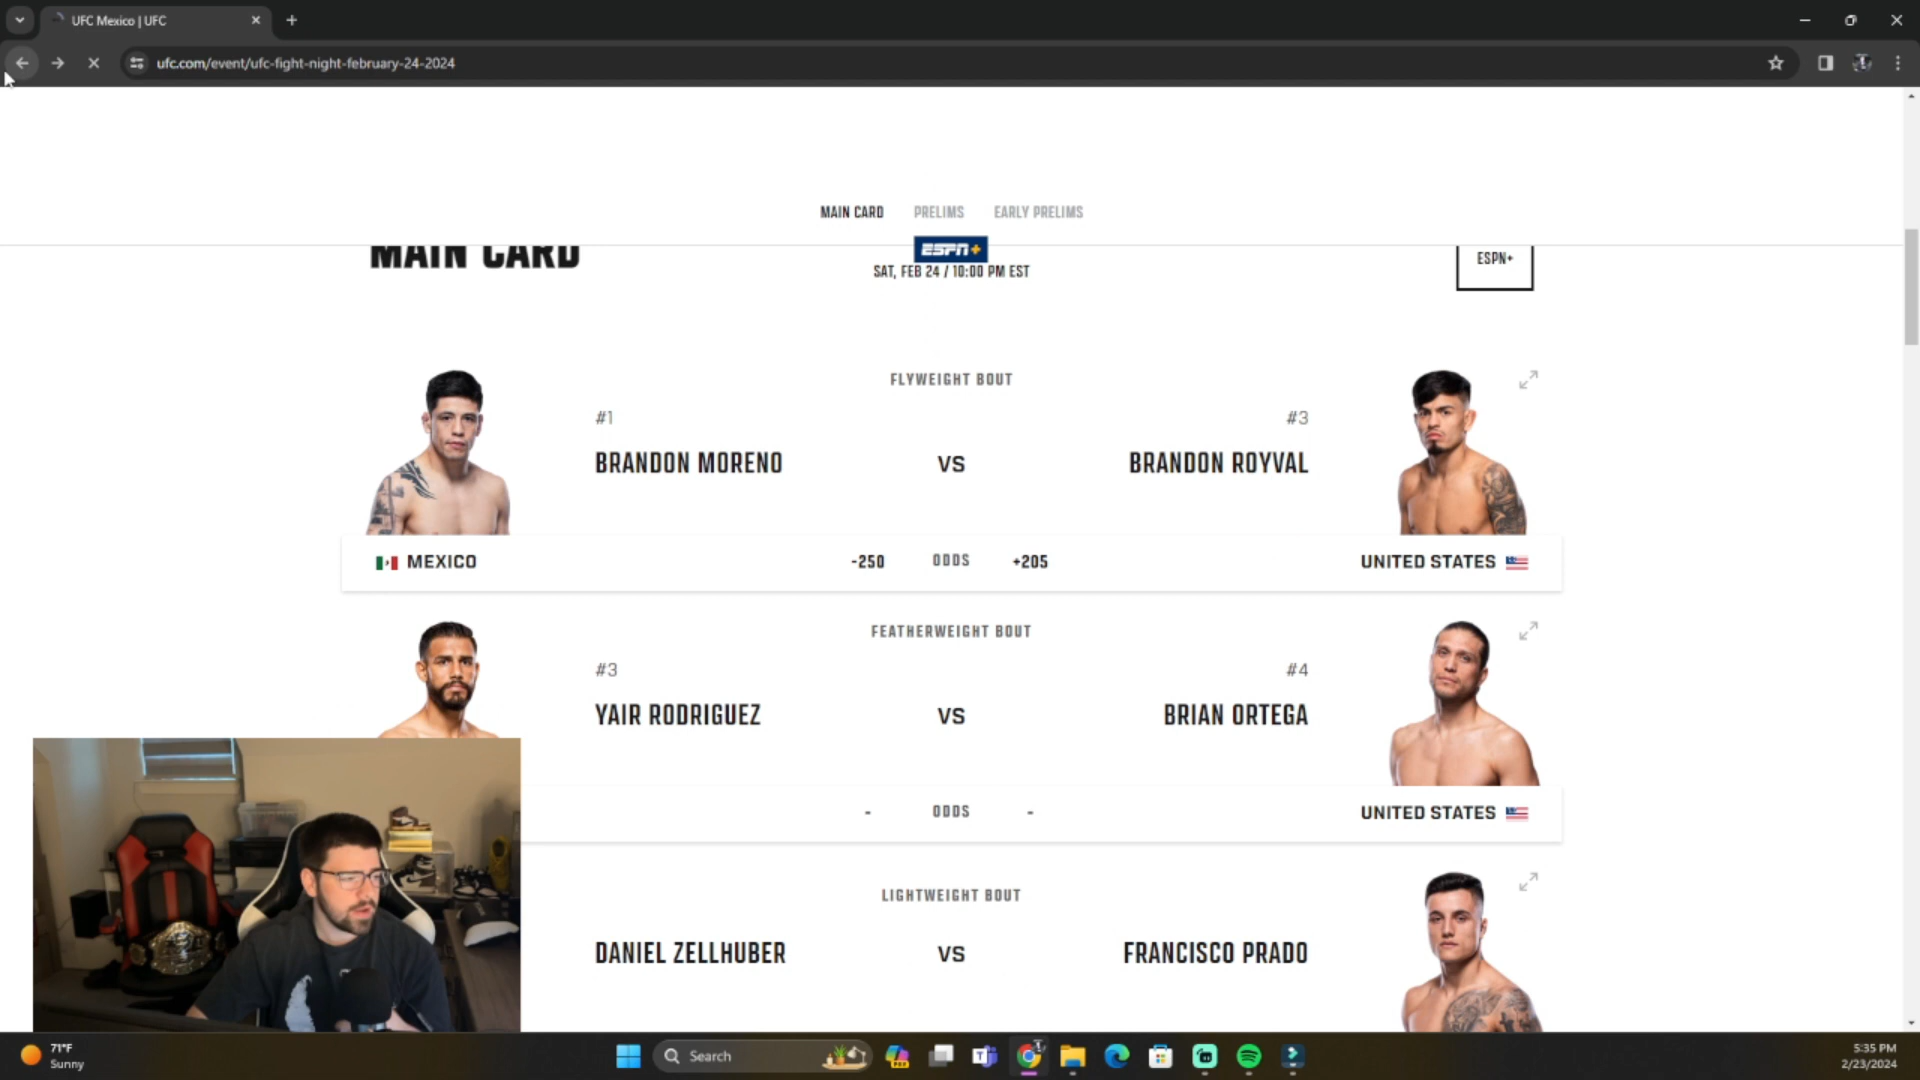 UFC Mexico | UFC
ufc.com/event/ufc-fight-night-february-24-2024
MAIN CARD PRELIMS EARLY PRELIMS
MAIN CARD
ESPN+
SAT, FEB 24 / 10:00 PM EST
ESPN+
FLYWEIGHT BOUT
#1 #3
BRANDON MORENO VS BRANDON ROYVAL
MEXICO -250 ODDS +205 UNITED STATES
FEATHERWEIGHT BOUT
#3 #4
YAIR RODRIGUEZ VS BRIAN ORTEGA
- ODDS - UNITED STATES
LIGHTWEIGHT BOUT
DANIEL ZELLHUBER VS FRANCISCO PRADO
71°F
Sunny
Search
5:35 PM
2/23/2024